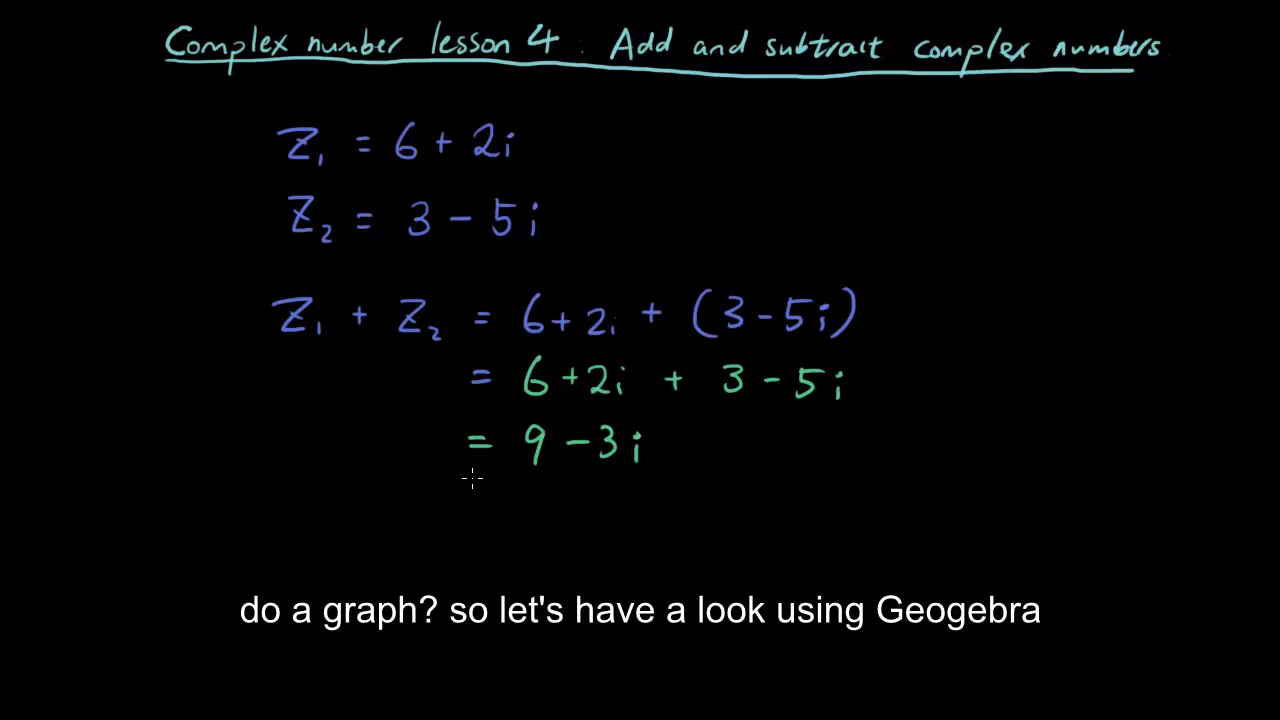 Complex number lesson 4 : Add and subtract complex numbers
Z₁ = 6 + 2i
Z₂ = 3 - 5i
Z₁ + Z₂ = 6 + 2i + (3 - 5i)
= 6 + 2i + 3 - 5i
= 9 - 3i
do a graph? so let's have a look using Geogebra